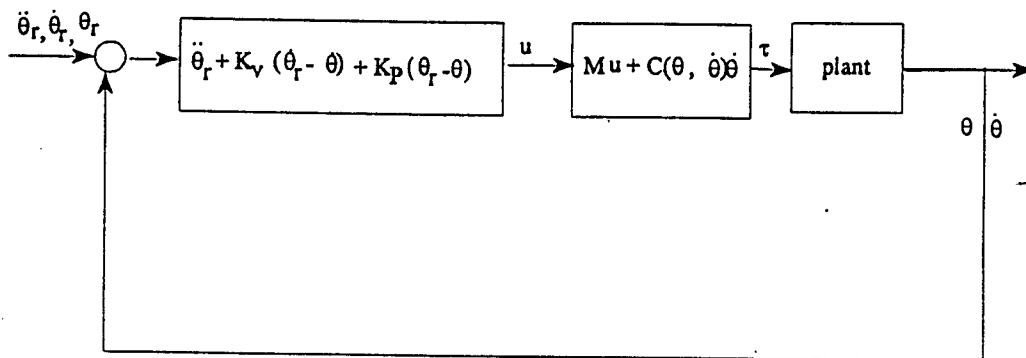 θ̈r, θ̇r, θr
θ̈r + Kv (θ̇r - θ̇) + KP (θr - θ)
u
Mu + C(θ, θ̇)θ̇
τ
plant
θ θ̇